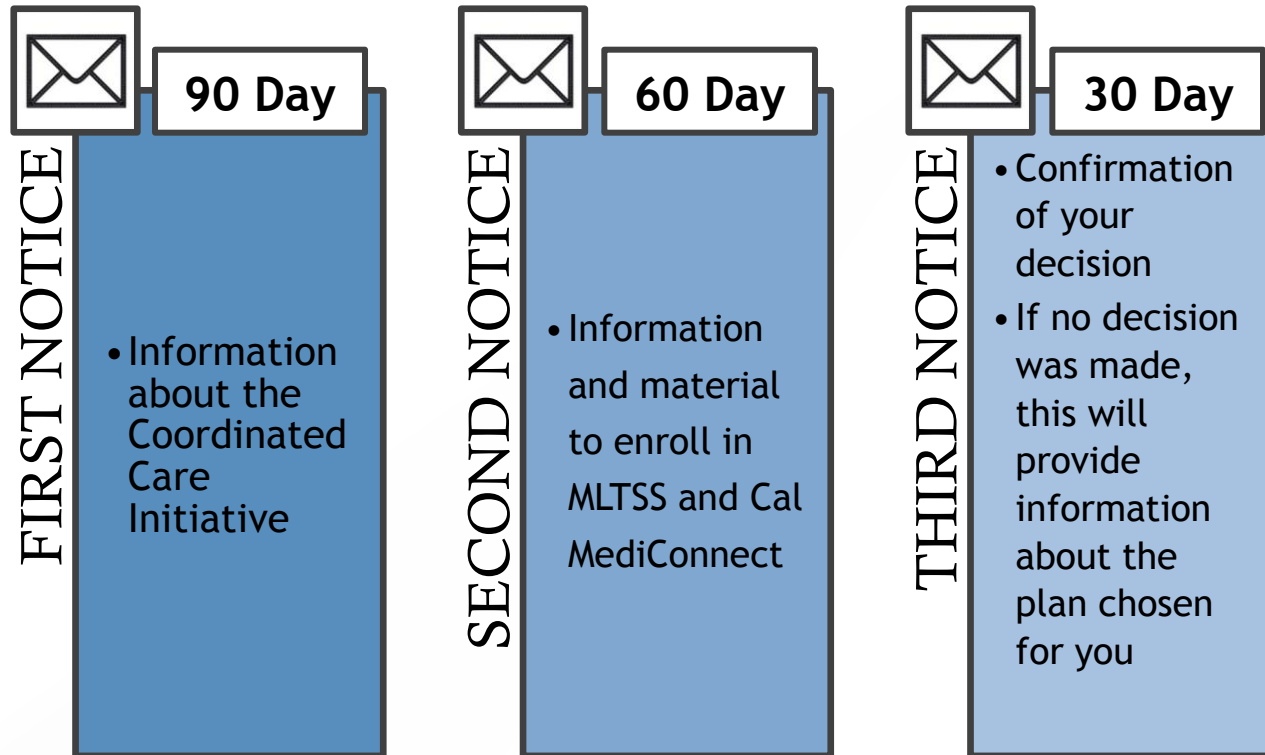 90 Day
FIRST NOTICE
• Information
about the
Coordinated
Care
Initiative
60 Day
SECOND NOTICE
• Information
and material
to enroll in
MLTSS and Cal
MediConnect
30 Day
THIRD NOTICE
• Confirmation
of your
decision
• If no decision
was made,
this will
provide
information
about the
plan chosen
for you